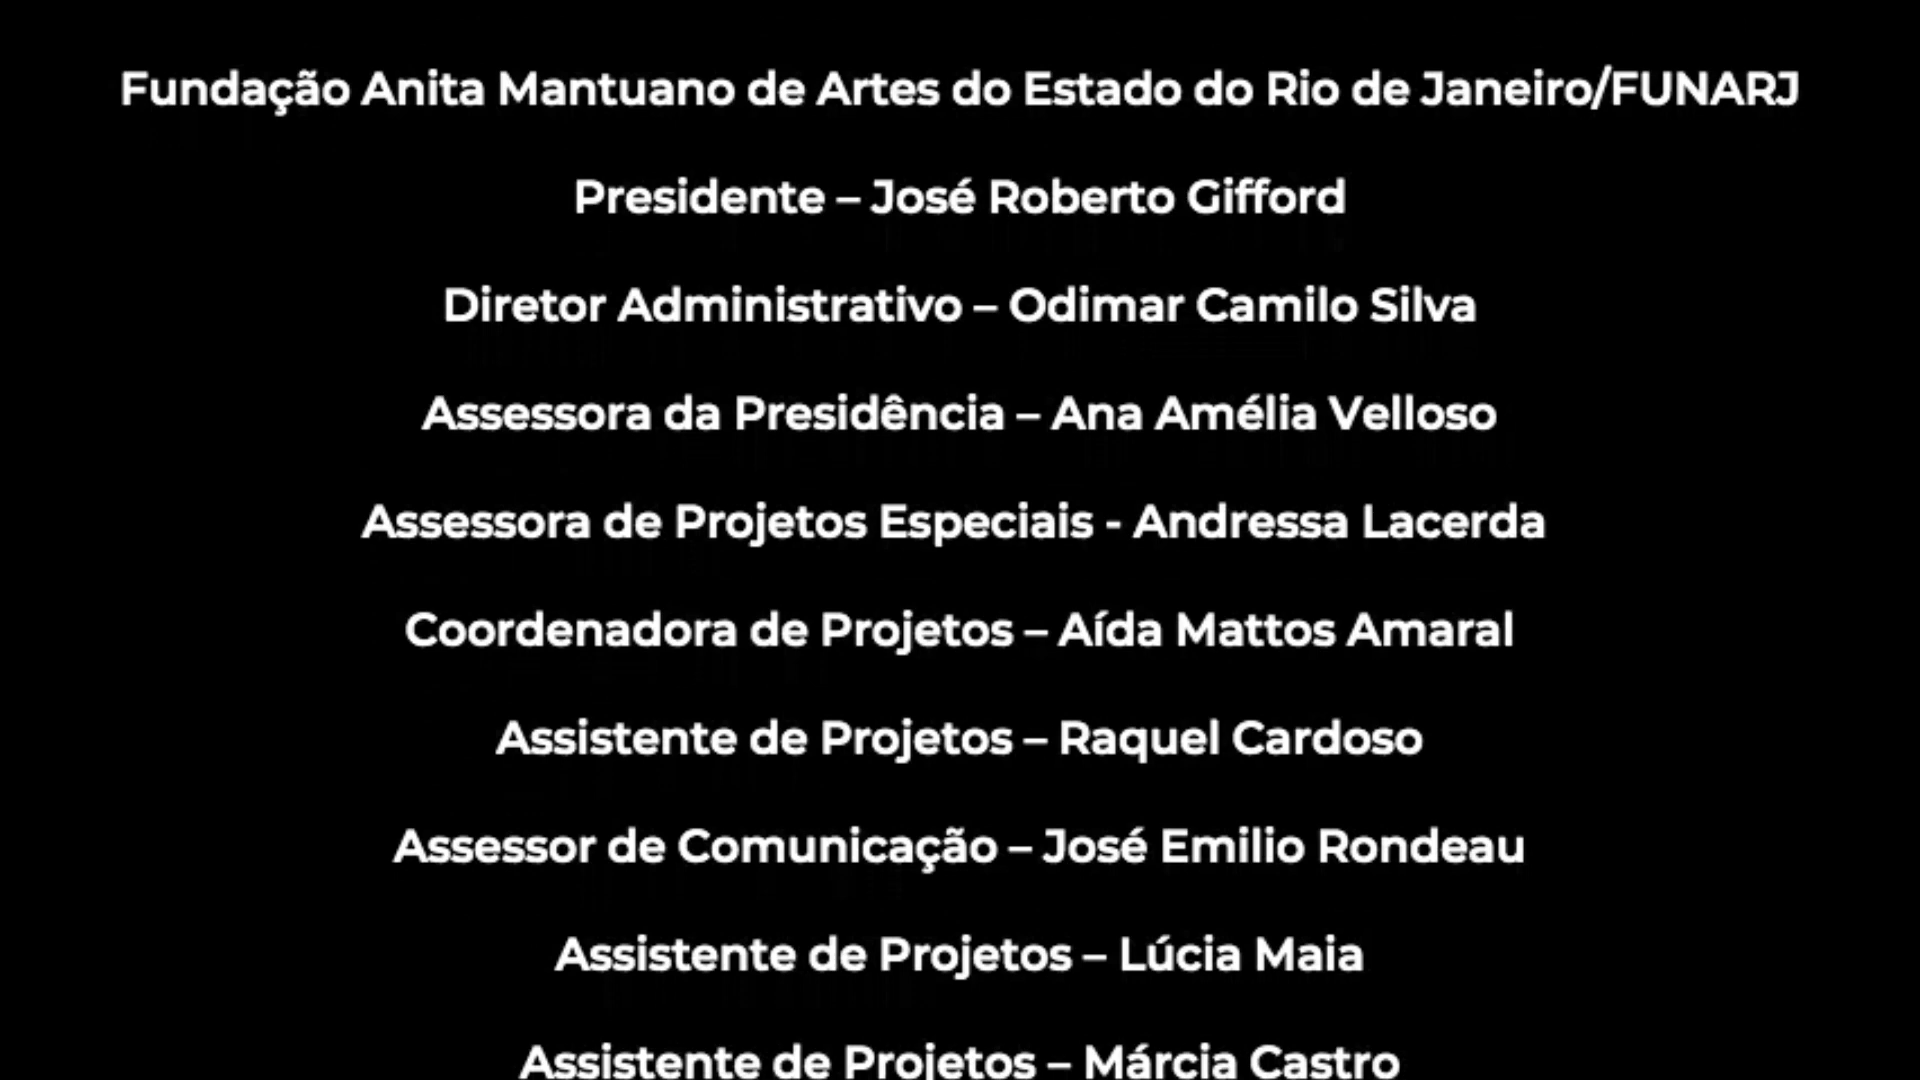 Fundação Anita Mantuano de Artes do Estado do Rio de Janeiro/FUNARJ
Presidente – José Roberto Gifford
Diretor Administrativo – Odimar Camilo Silva
Assessora da Presidência – Ana Amélia Velloso
Assessora de Projetos Especiais - Andressa Lacerda
Coordenadora de Projetos – Aída Mattos Amaral
Assistente de Projetos – Raquel Cardoso
Assessor de Comunicação – José Emilio Rondeau
Assistente de Projetos – Lúcia Maia
Assistente de Projetos – Márcia Castro